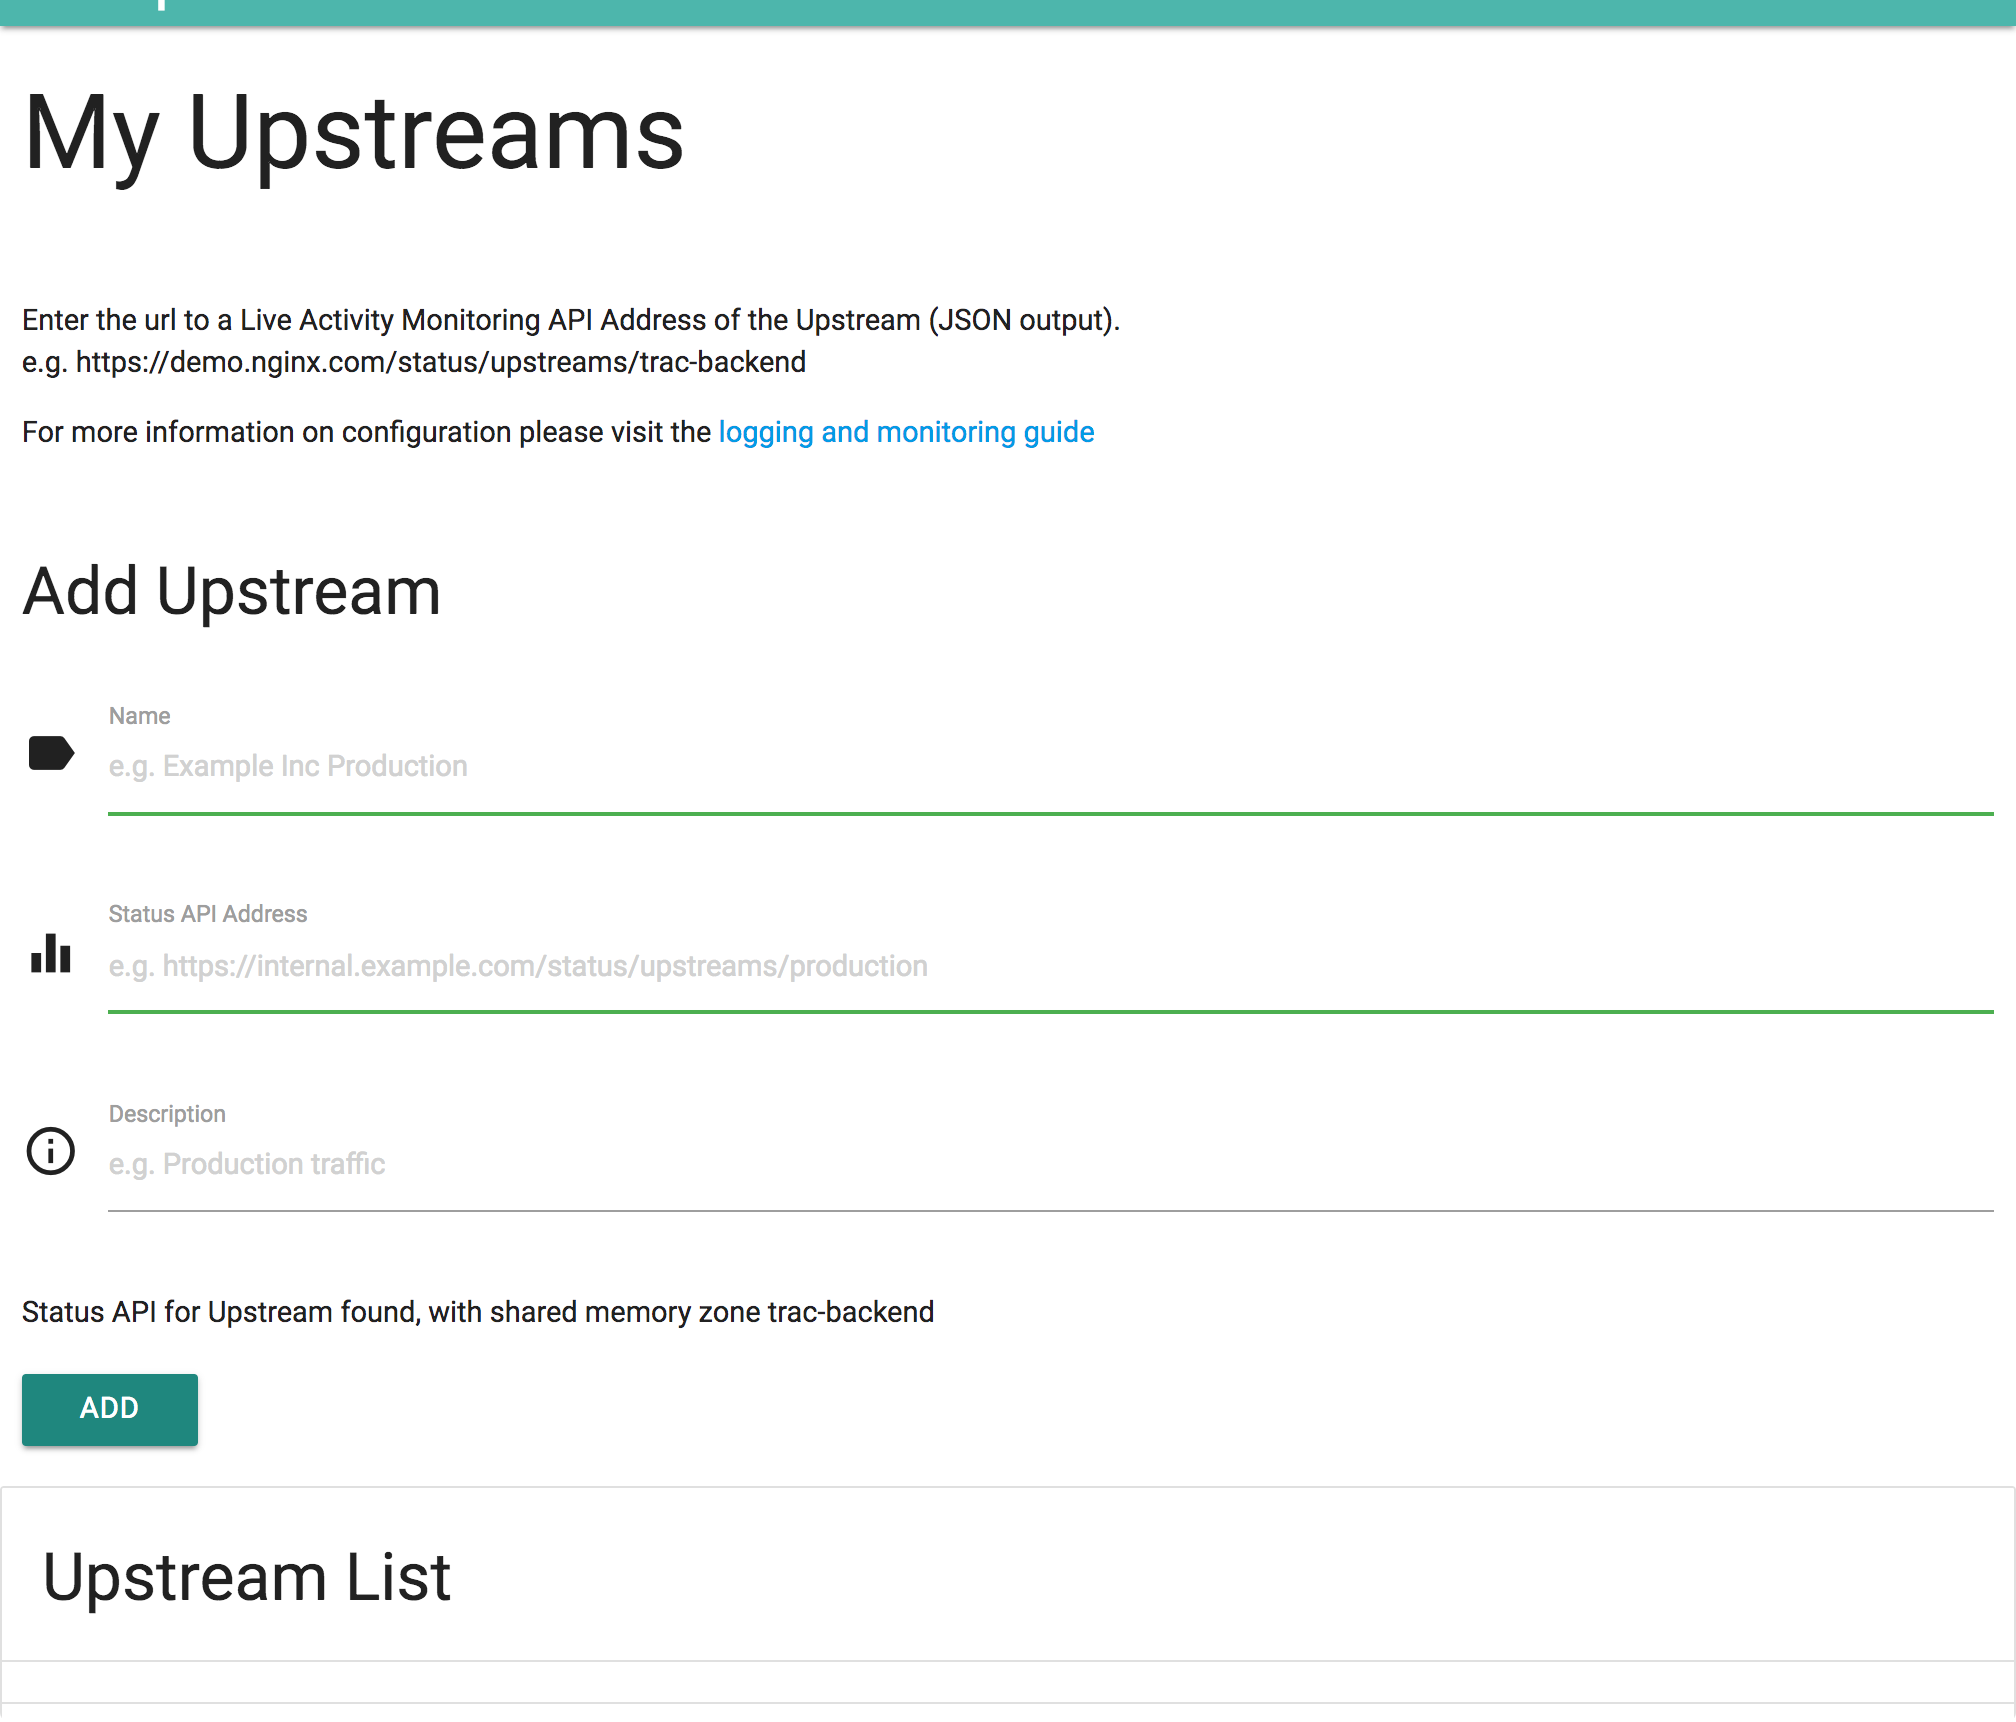 My Upstreams
Enter the url to a Live Activity Monitoring API Address of the Upstream (JSON output).
e.g. https://demo.nginx.com/status/upstreams/trac-backend
For more information on configuration please visit the logging and monitoring guide
Add Upstream
Name
e.g. Example Inc Production
Status API Address
e.g. https://internal.example.com/status/upstreams/production
Description
e.g. Production traffic
Status API for Upstream found, with shared memory zone trac-backend
ADD
Upstream List